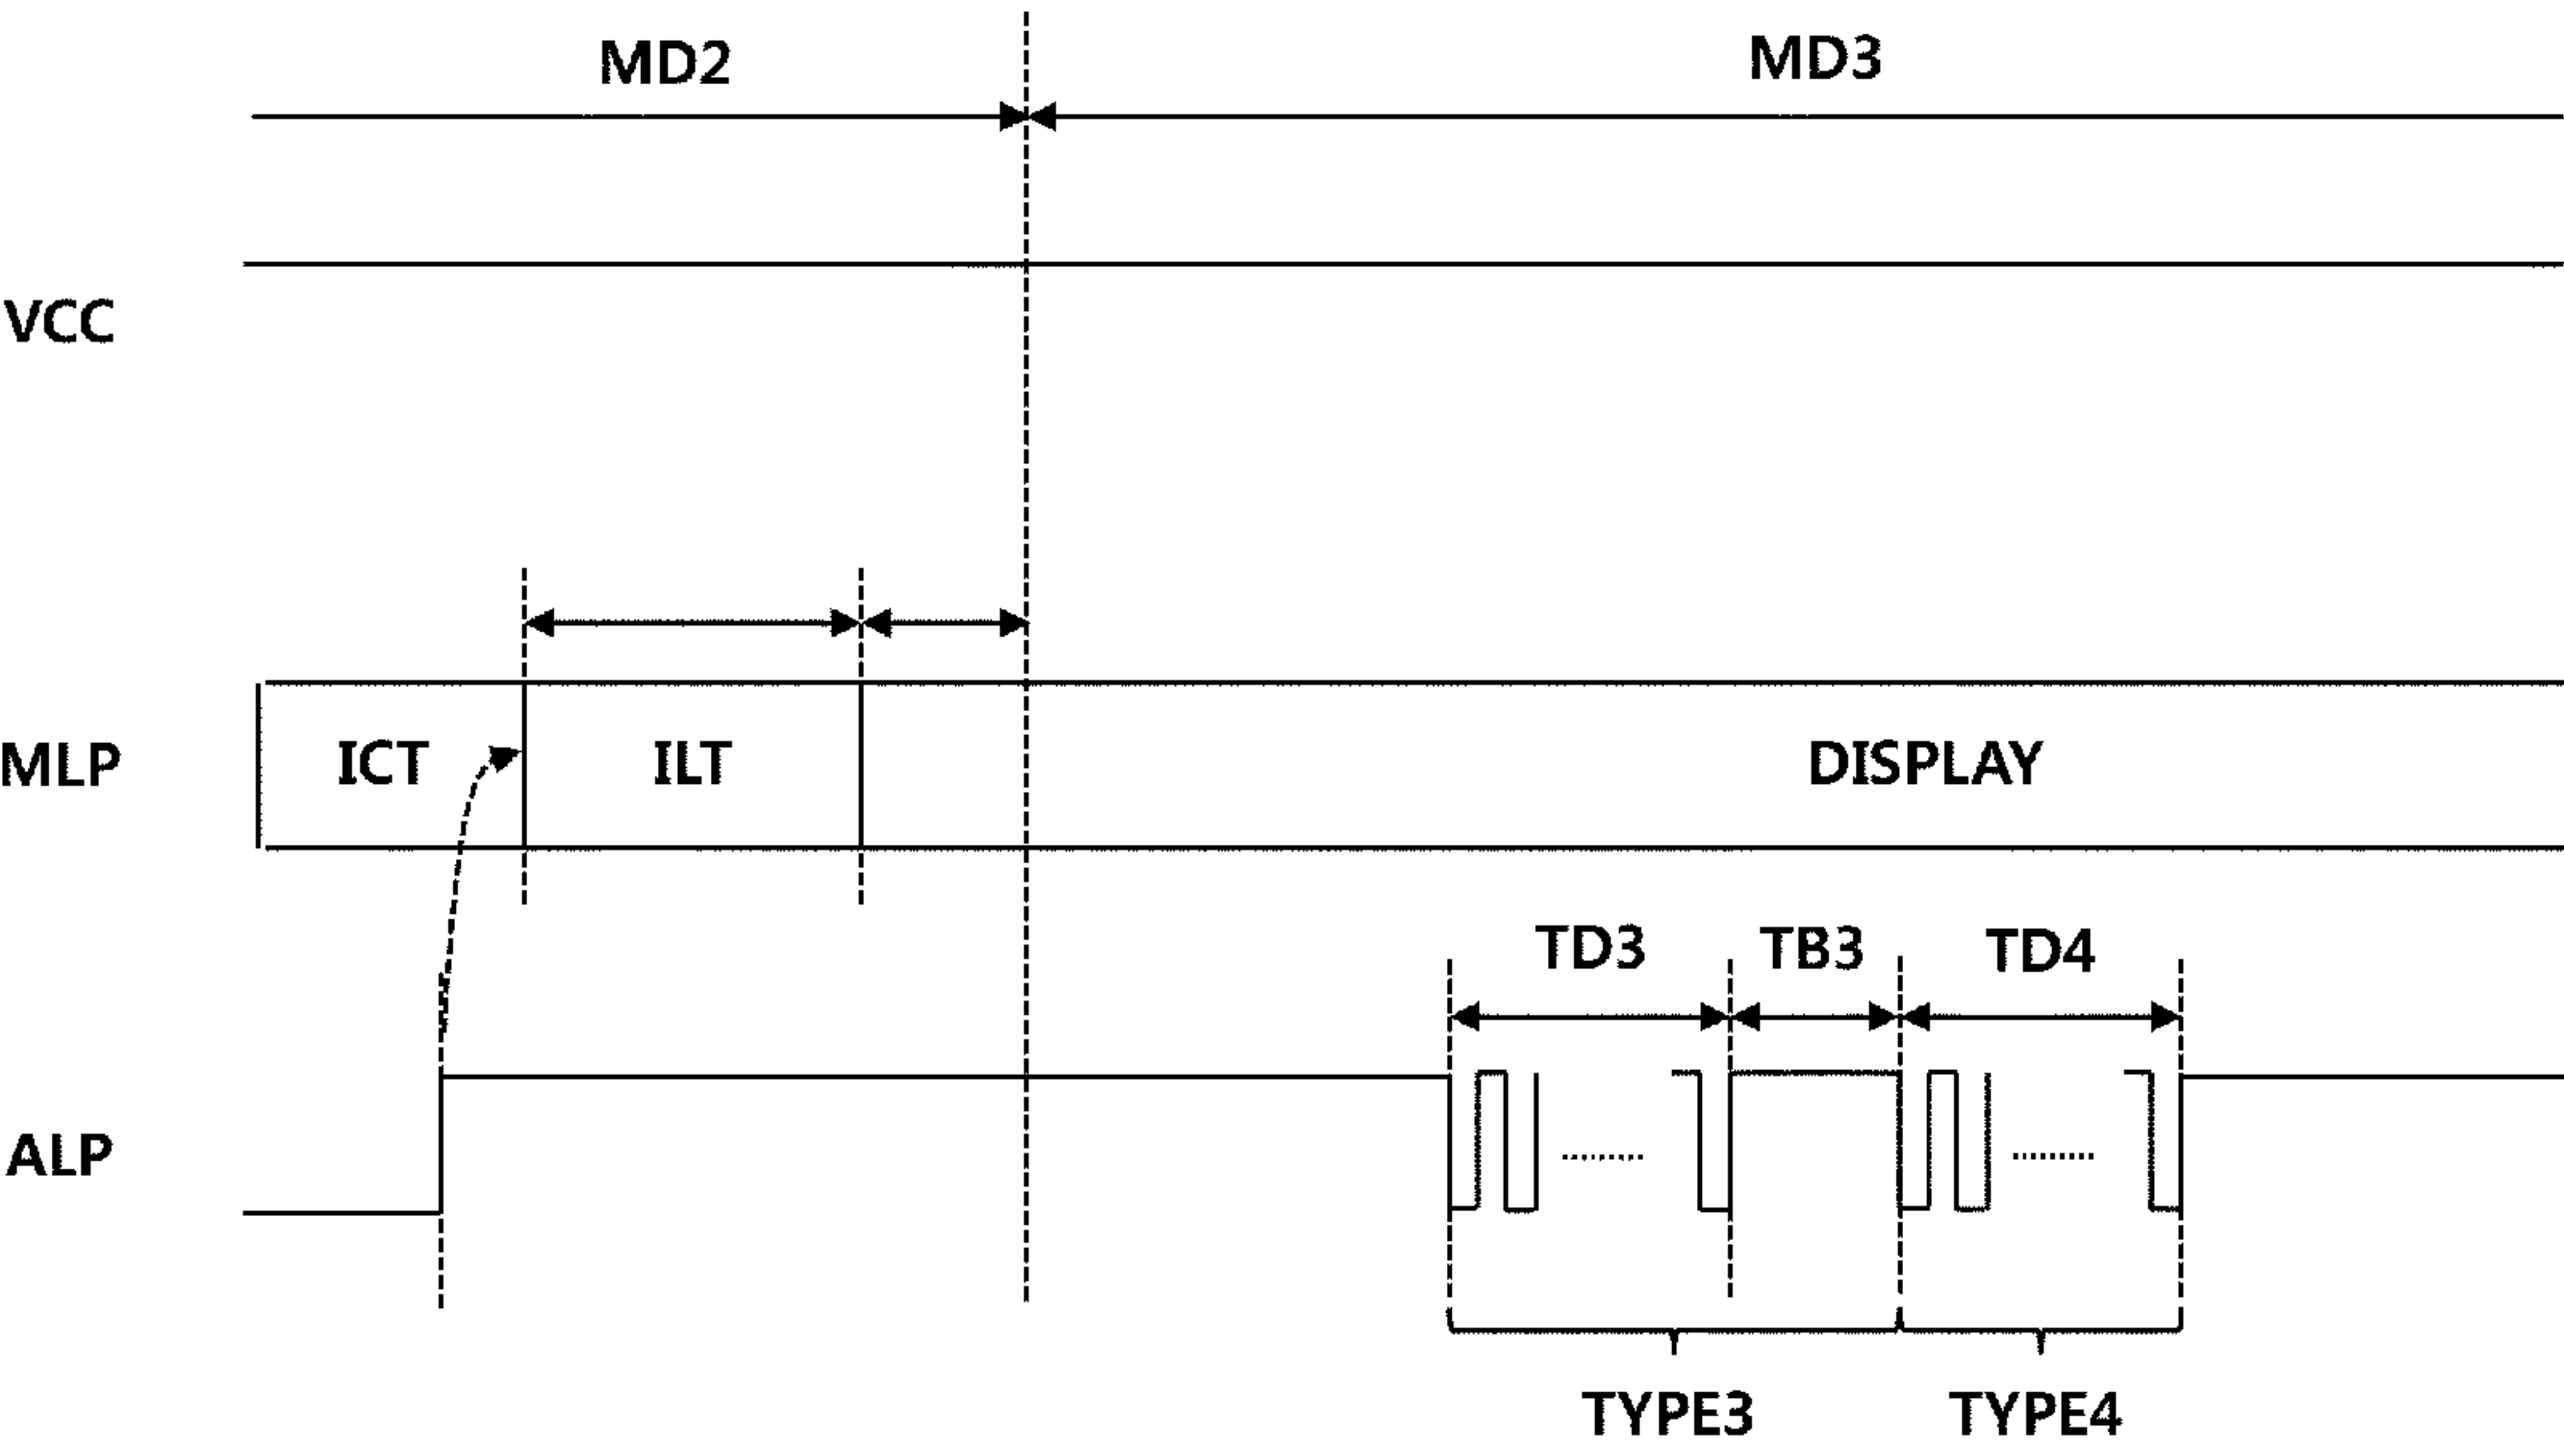 MD2 MD3
VCC
MLP ICT ILT DISPLAY
TD3 TB3 TD4
ALP
TYPE3 TYPE4